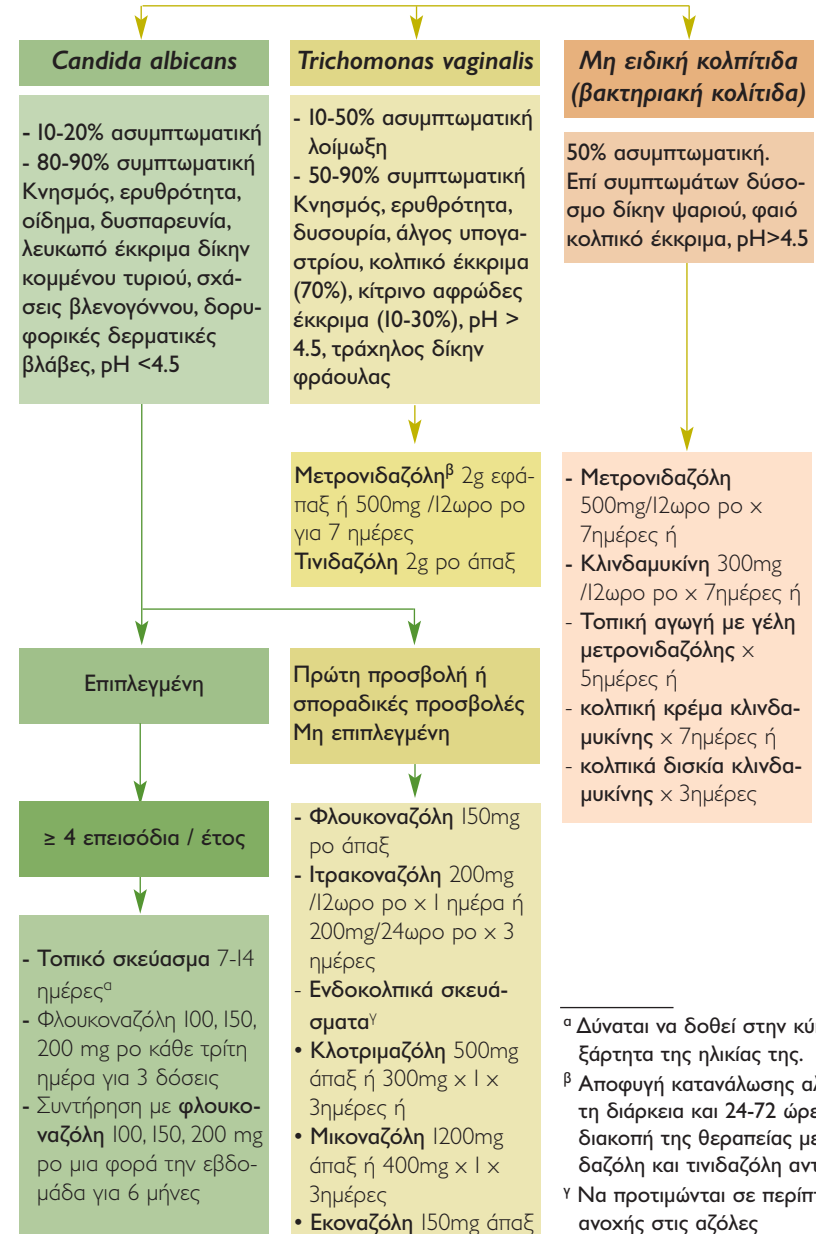 Candida albicans
- 10-20% ασυμπτωματική
- 80-90% συμπτωματική
Κνησμός, ερυθρότητα,
οίδημα, δυσπαρευνία,
λευκωπό έκκριμα δίκην
κομμένου τυριού, σχά-
σεις βλενογόννου, δορυ-
φορικές δερματικές
βλάβες, pH <4.5
Trichomonas vaginalis
- 10-50% ασυμπτωματική
λοίμωξη
- 50-90% συμπτωματική
Κνησμός, ερυθρότητα,
δυσουρία, άλγος υπογα-
στρίου, κολπικό έκκριμα
(70%), κίτρινο αφρώδες
έκκριμα (10-30%), pH >
4.5, τράχηλος δίκην
φράουλας
Μη ειδική κολπίτιδα
(βακτηριακή κολίτιδα)
50% ασυμπτωματική.
Επί συμπτωμάτων δύσο-
σμο δίκην ψαριού, φαιό
κολπικό έκκριμα, pH>4.5
Μετρονιδαζόληᵝ 2g εφά-
παξ ή 500mg /12ωρο po
για 7 ημέρες
Τινιδαζόλη 2g po άπαξ
- Μετρονιδαζόλη
500mg/12ωρο po x
7ημέρες ή
- Κλινδαμυκίνη 300mg
/12ωρο po x 7ημέρες ή
- Τοπική αγωγή με γέλη
μετρονιδαζόλης x
5ημέρες ή
- κολπική κρέμα κλινδα-
μυκίνης x 7ημέρες ή
- κολπικά δισκία κλινδα-
μυκίνης x 3ημέρες
Επιπλεγμένη
≥ 4 επεισόδια / έτος
- Τοπικό σκεύασμα 7-14
ημέρεςᵅ
- Φλουκοναζόλη 100, 150,
200 mg po κάθε τρίτη
ημέρα για 3 δόσεις
- Συντήρηση με φλουκο-
ναζόλη 100, 150, 200 mg
po μια φορά την εβδο-
μάδα για 6 μήνες
Πρώτη προσβολή ή
σποραδικές προσβολές
Μη επιπλεγμένη
- Φλουκοναζόλη 150mg
po άπαξ
- Ιτρακοναζόλη 200mg
/12ωρο po x 1 ημέρα ή
200mg/24ωρο po x 3
ημέρες
- Ενδοκολπικά σκευά-
σματαᵞ
• Κλοτριμαζόλη 500mg
άπαξ ή 300mg x 1 x
3ημέρες ή
• Μικοναζόλη 1200mg
άπαξ ή 400mg x 1 x
3ημέρες
• Εκοναζόλη 150mg άπαξ
ᵅ Δύναται να δοθεί στην κύ
ξάρτητα της ηλικίας της.
ᵝ Αποφυγή κατανάλωσης αλ
τη διάρκεια και 24-72 ώρε
διακοπή της θεραπείας με
δαζόλη και τινιδαζόλη αντ
ᵞ Να προτιμώνται σε περίπ
ανοχής στις αζόλες